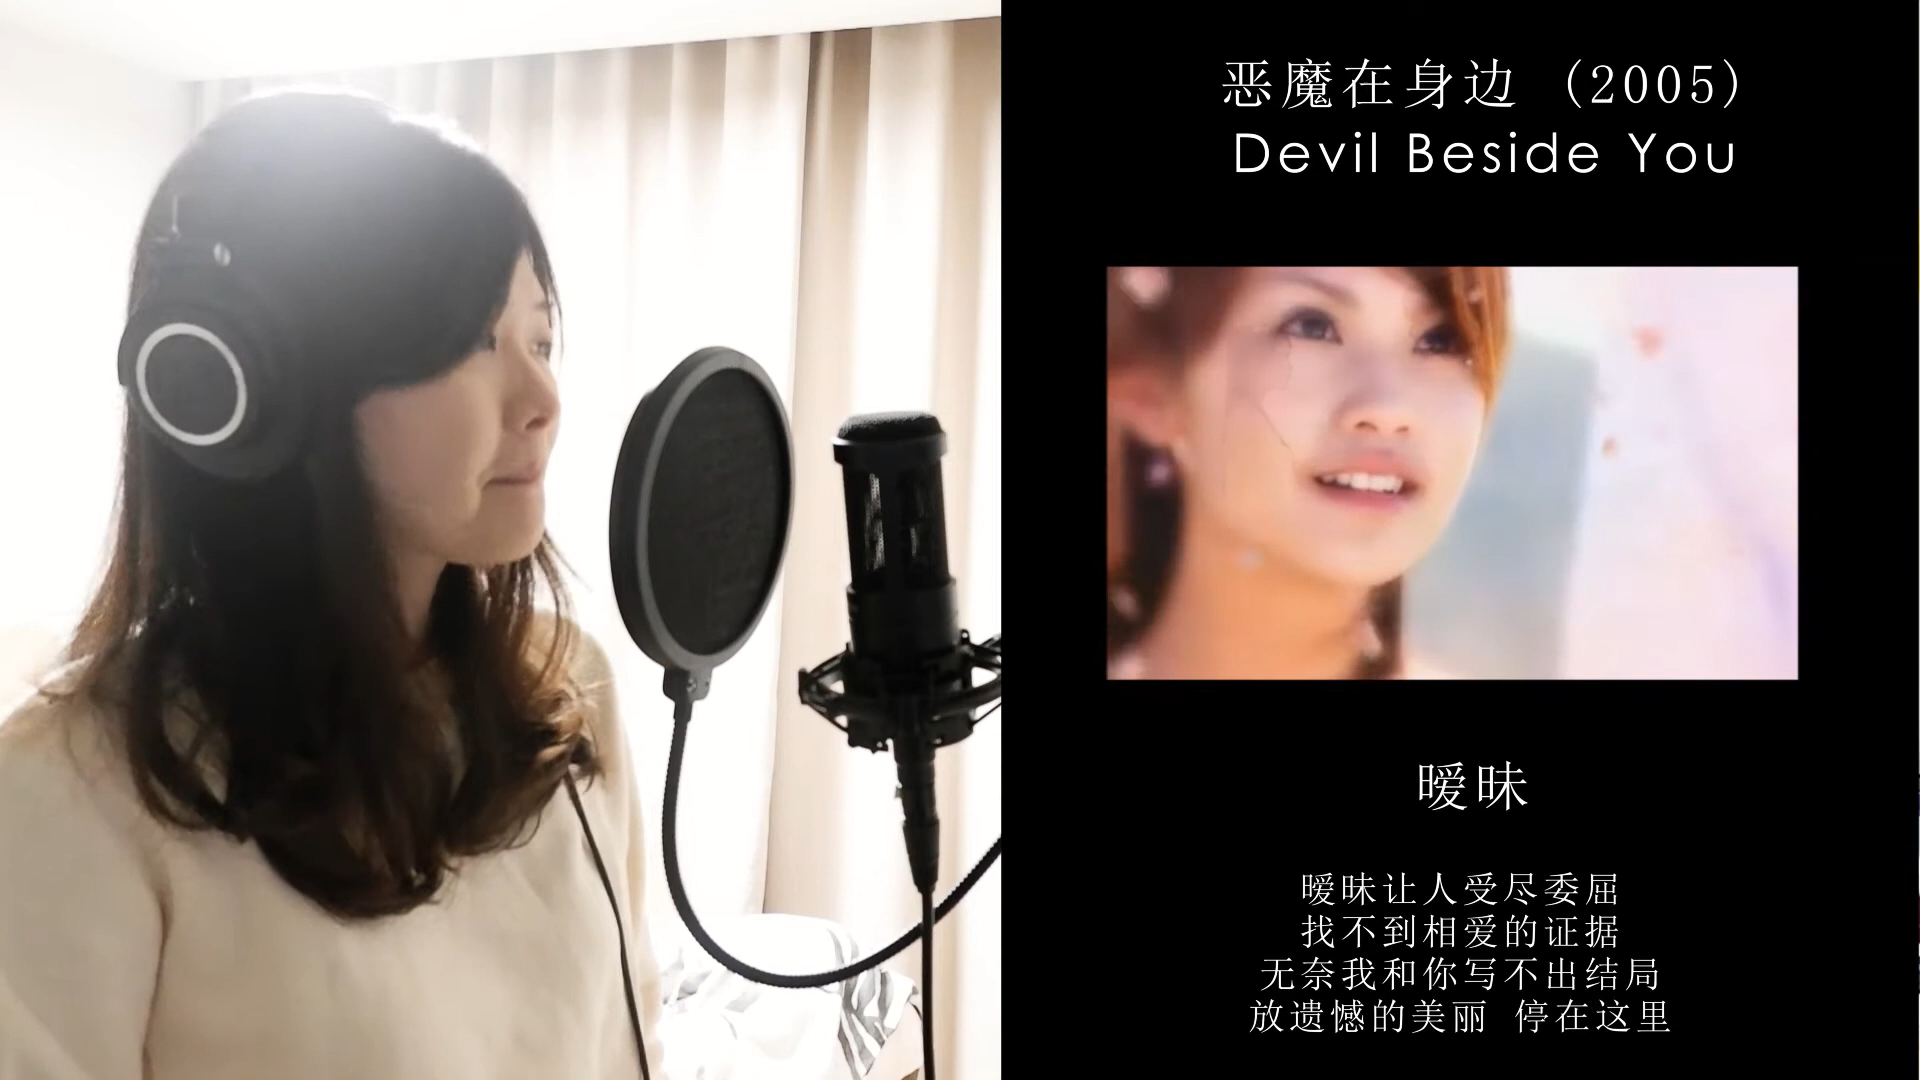 恶魔在身边 (2005)
Devil Beside You
暧昧
暧昧让人受尽委屈
找不到相爱的证据
无奈我和你写不出结局
放遗憾的美丽 停在这里